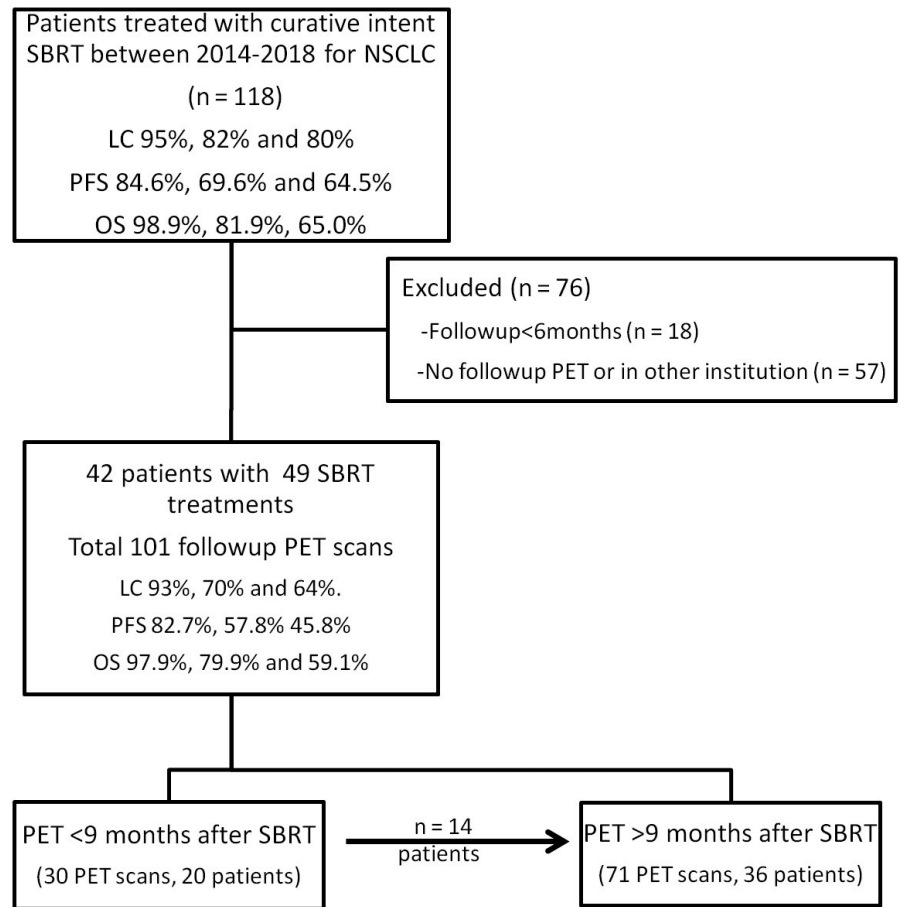 Patients treated with curative intent
SBRT between 2014-2018 for NSCLC
(n = 118)
LC 95%, 82% and 80%
PFS 84.6%, 69.6% and 64.5%
OS 98.9%, 81.9%, 65.0%
Excluded (n = 76)
-Followup<6months (n = 18)
-No followup PET or in other institution (n = 57)
42 patients with 49 SBRT
treatments
Total 101 followup PET scans
LC 93%, 70% and 64%.
PFS 82.7%, 57.8% 45.8%
OS 97.9%, 79.9% and 59.1%
PET <9 months after SBRT
(30 PET scans, 20 patients)
n = 14
patients
PET >9 months after SBRT
(71 PET scans, 36 patients)